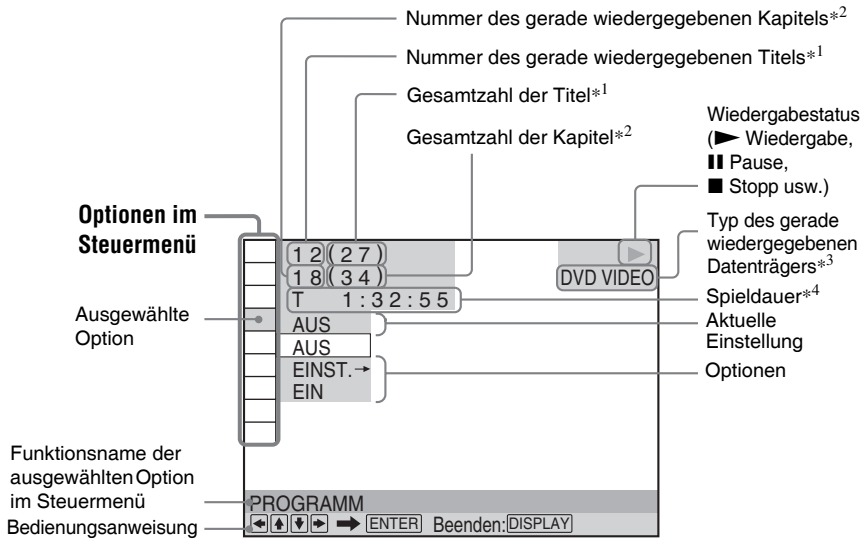 Nummer des gerade wiedergegebenen Kapitels*2
Nummer des gerade wiedergegebenen Titels*1
Gesamtzahl der Titel*1
Gesamtzahl der Kapitel*2
Wiedergabestatus
(► Wiedergabe,
❚❚ Pause,
■ Stopp usw.)
Optionen im
Steuermenü
Typ des gerade
wiedergegebenen
Datenträgers*3
12(27)
18(34)
T 1:32:55
►
DVD VIDEO
Spieldauer*4
Ausgewählte
Option
AUS
Aktuelle
Einstellung
AUS
EINST.→
EIN
Optionen
Funktionsname der
ausgewählten Option
im Steuermenü
PROGRAMM
Bedienungsanweisung
←↑↓→ ➡ ENTER Beenden:DISPLAY